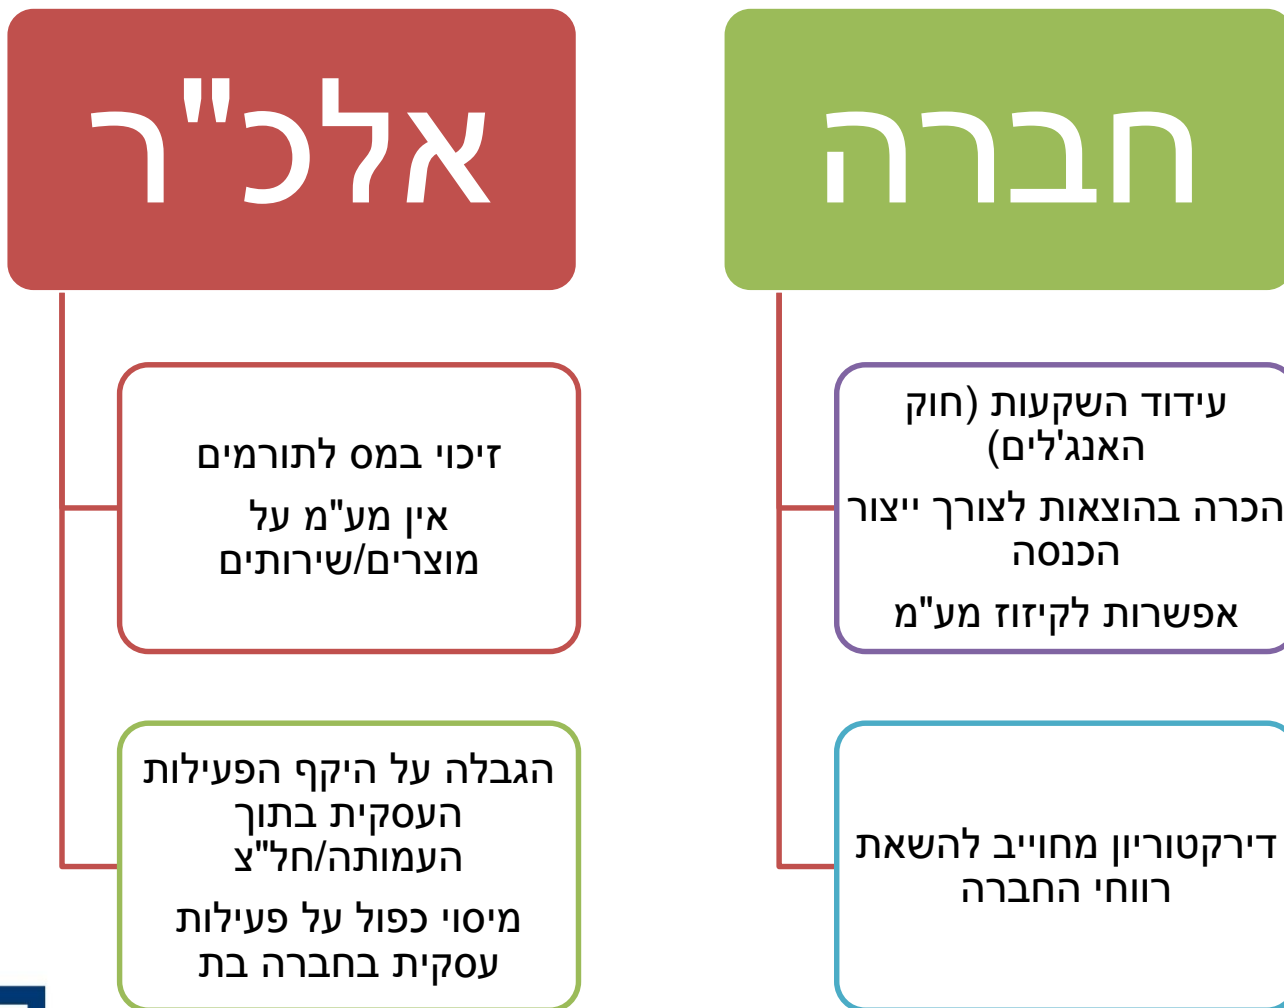 חברה
עידוד השקעות (חוק
האנג'לים)
הכרה בהוצאות לצורך ייצור
הכנסה
אפשרות לקיזוז מע"מ
דירקטוריון מחוייב להשאת
רווחי החברה
אלכ"ר
זיכוי במס לתורמים
אין מע"מ על
מוצרים/שירותים
הגבלה על היקף הפעילות
העסקית בתוך
העמותה/חל"צ
מיסוי כפול על פעילות
עסקית בחברה בת